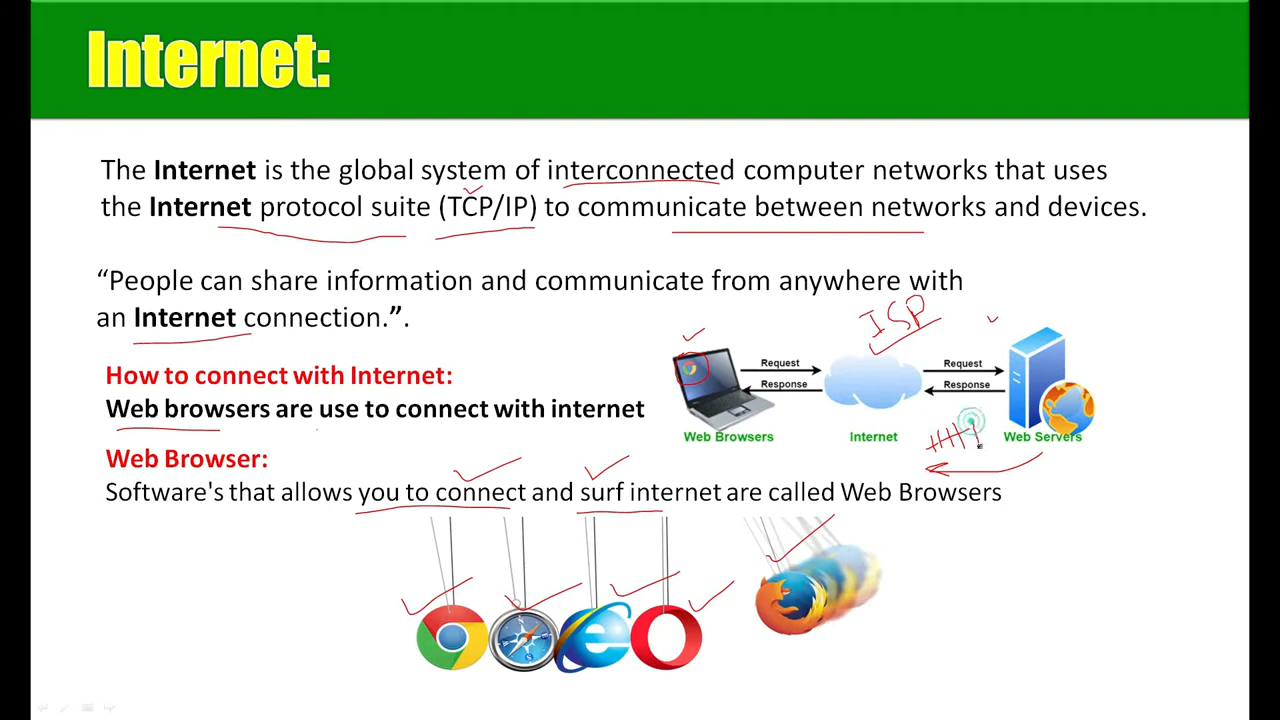 Internet:
The Internet is the global system of interconnected computer networks that uses
the Internet protocol suite (TCP/IP) to communicate between networks and devices.
“People can share information and communicate from anywhere with
an Internet connection.”.
ISP
How to connect with Internet:
Web browsers are use to connect with internet
Request
Request
Response
Response
Web Browsers
Internet
Web Servers
Web Browser:
Software's that allows you to connect and surf internet are called Web Browsers